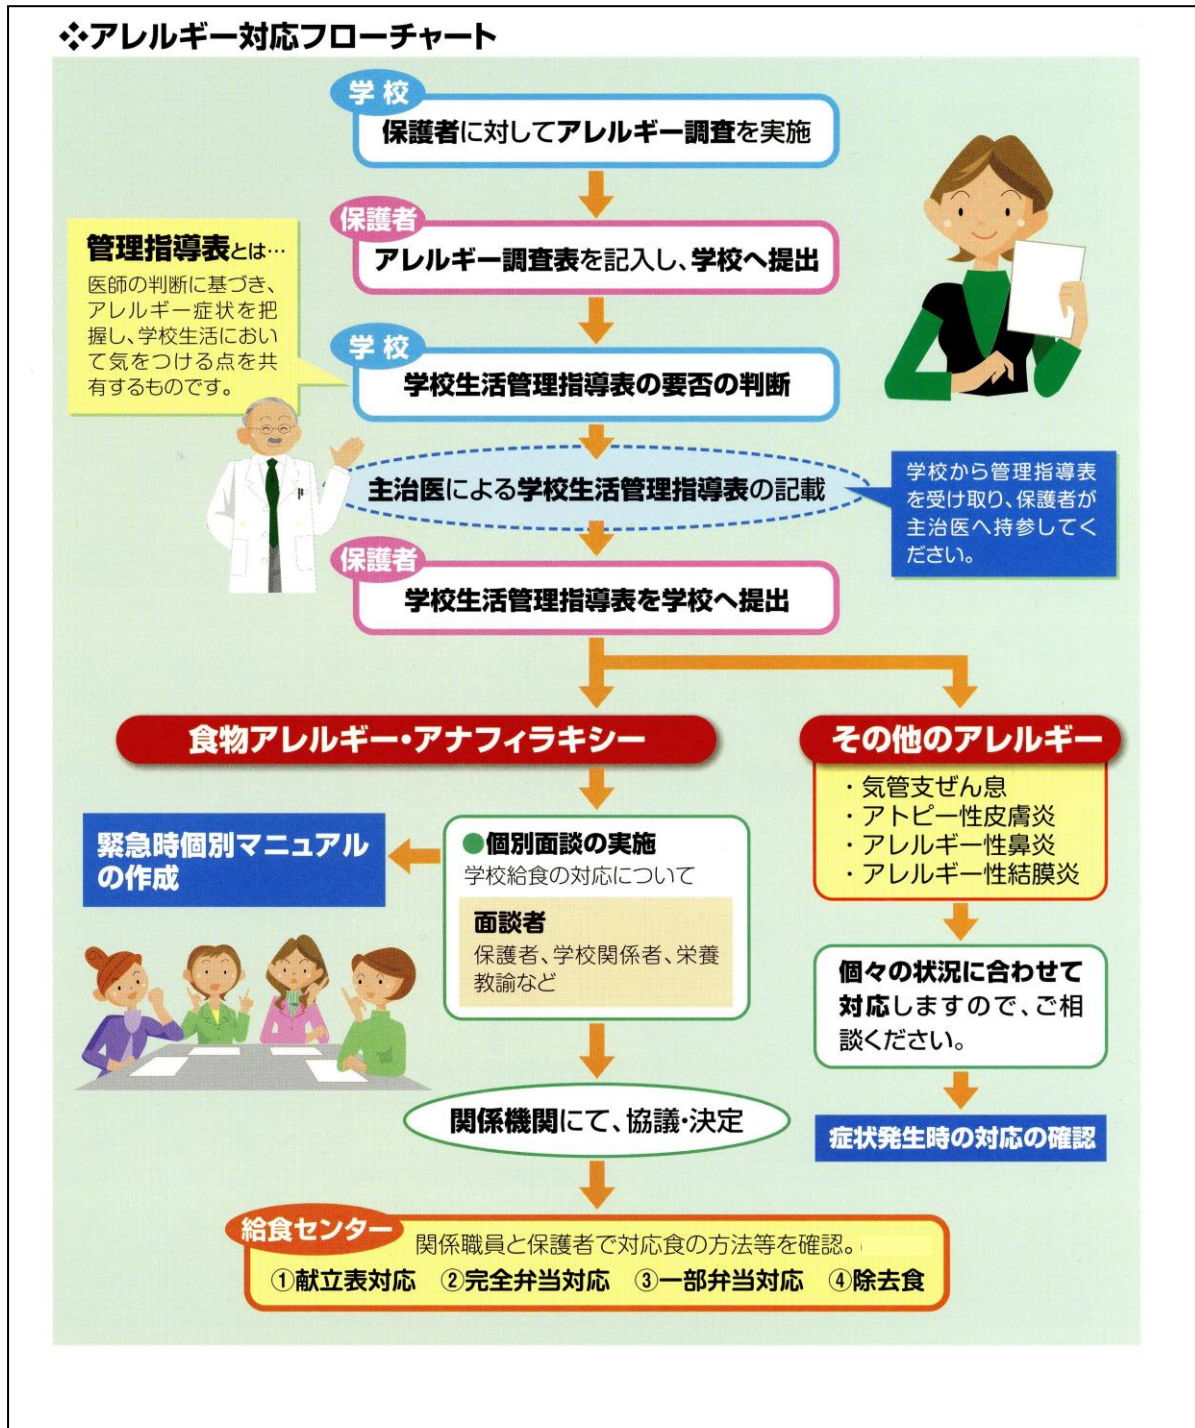 ❖アレルギー対応フローチャート
学校
保護者に対してアレルギー調査を実施
保護者
アレルギー調査表を記入し、学校へ提出
管理指導表とは…
医師の判断に基づき、
アレルギー症状を把
握し、学校生活におい
て気をつける点を共
有するものです。
学校
学校生活管理指導表の要否の判断
主治医による学校生活管理指導表の記載
学校から管理指導表
を受け取り、保護者が
主治医へ持参してく
ださい。
保護者
学校生活管理指導表を学校へ提出
食物アレルギー・アナフィラキシー
緊急時個別マニュアル
の作成
●個別面談の実施
学校給食の対応について
面談者
保護者、学校関係者、栄養
教諭など
関係機関にて、協議・決定
その他のアレルギー
・気管支ぜん息
・アトピー性皮膚炎
・アレルギー性鼻炎
・アレルギー性結膜炎
個々の状況に合わせて
対応しますので、ご相
談ください。
症状発生時の対応の確認
給食センター
関係職員と保護者で対応食の方法等を確認。
①献立表対応 ②完全弁当対応 ③一部弁当対応 ④除去食